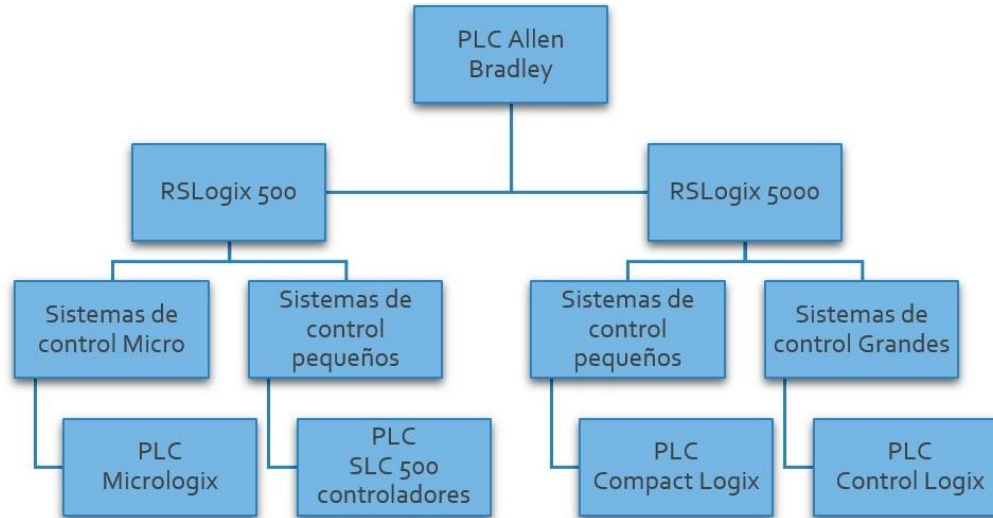 PLC Allen
Bradley
RSLogix 500
RSLogix 5000
Sistemas de
control Micro
Sistemas de
control
pequeños
Sistemas de
control
pequeños
Sistemas de
control Grandes
PLC
Micrologix
PLC
SLC 500
controladores
PLC
Compact Logix
PLC
Control Logix